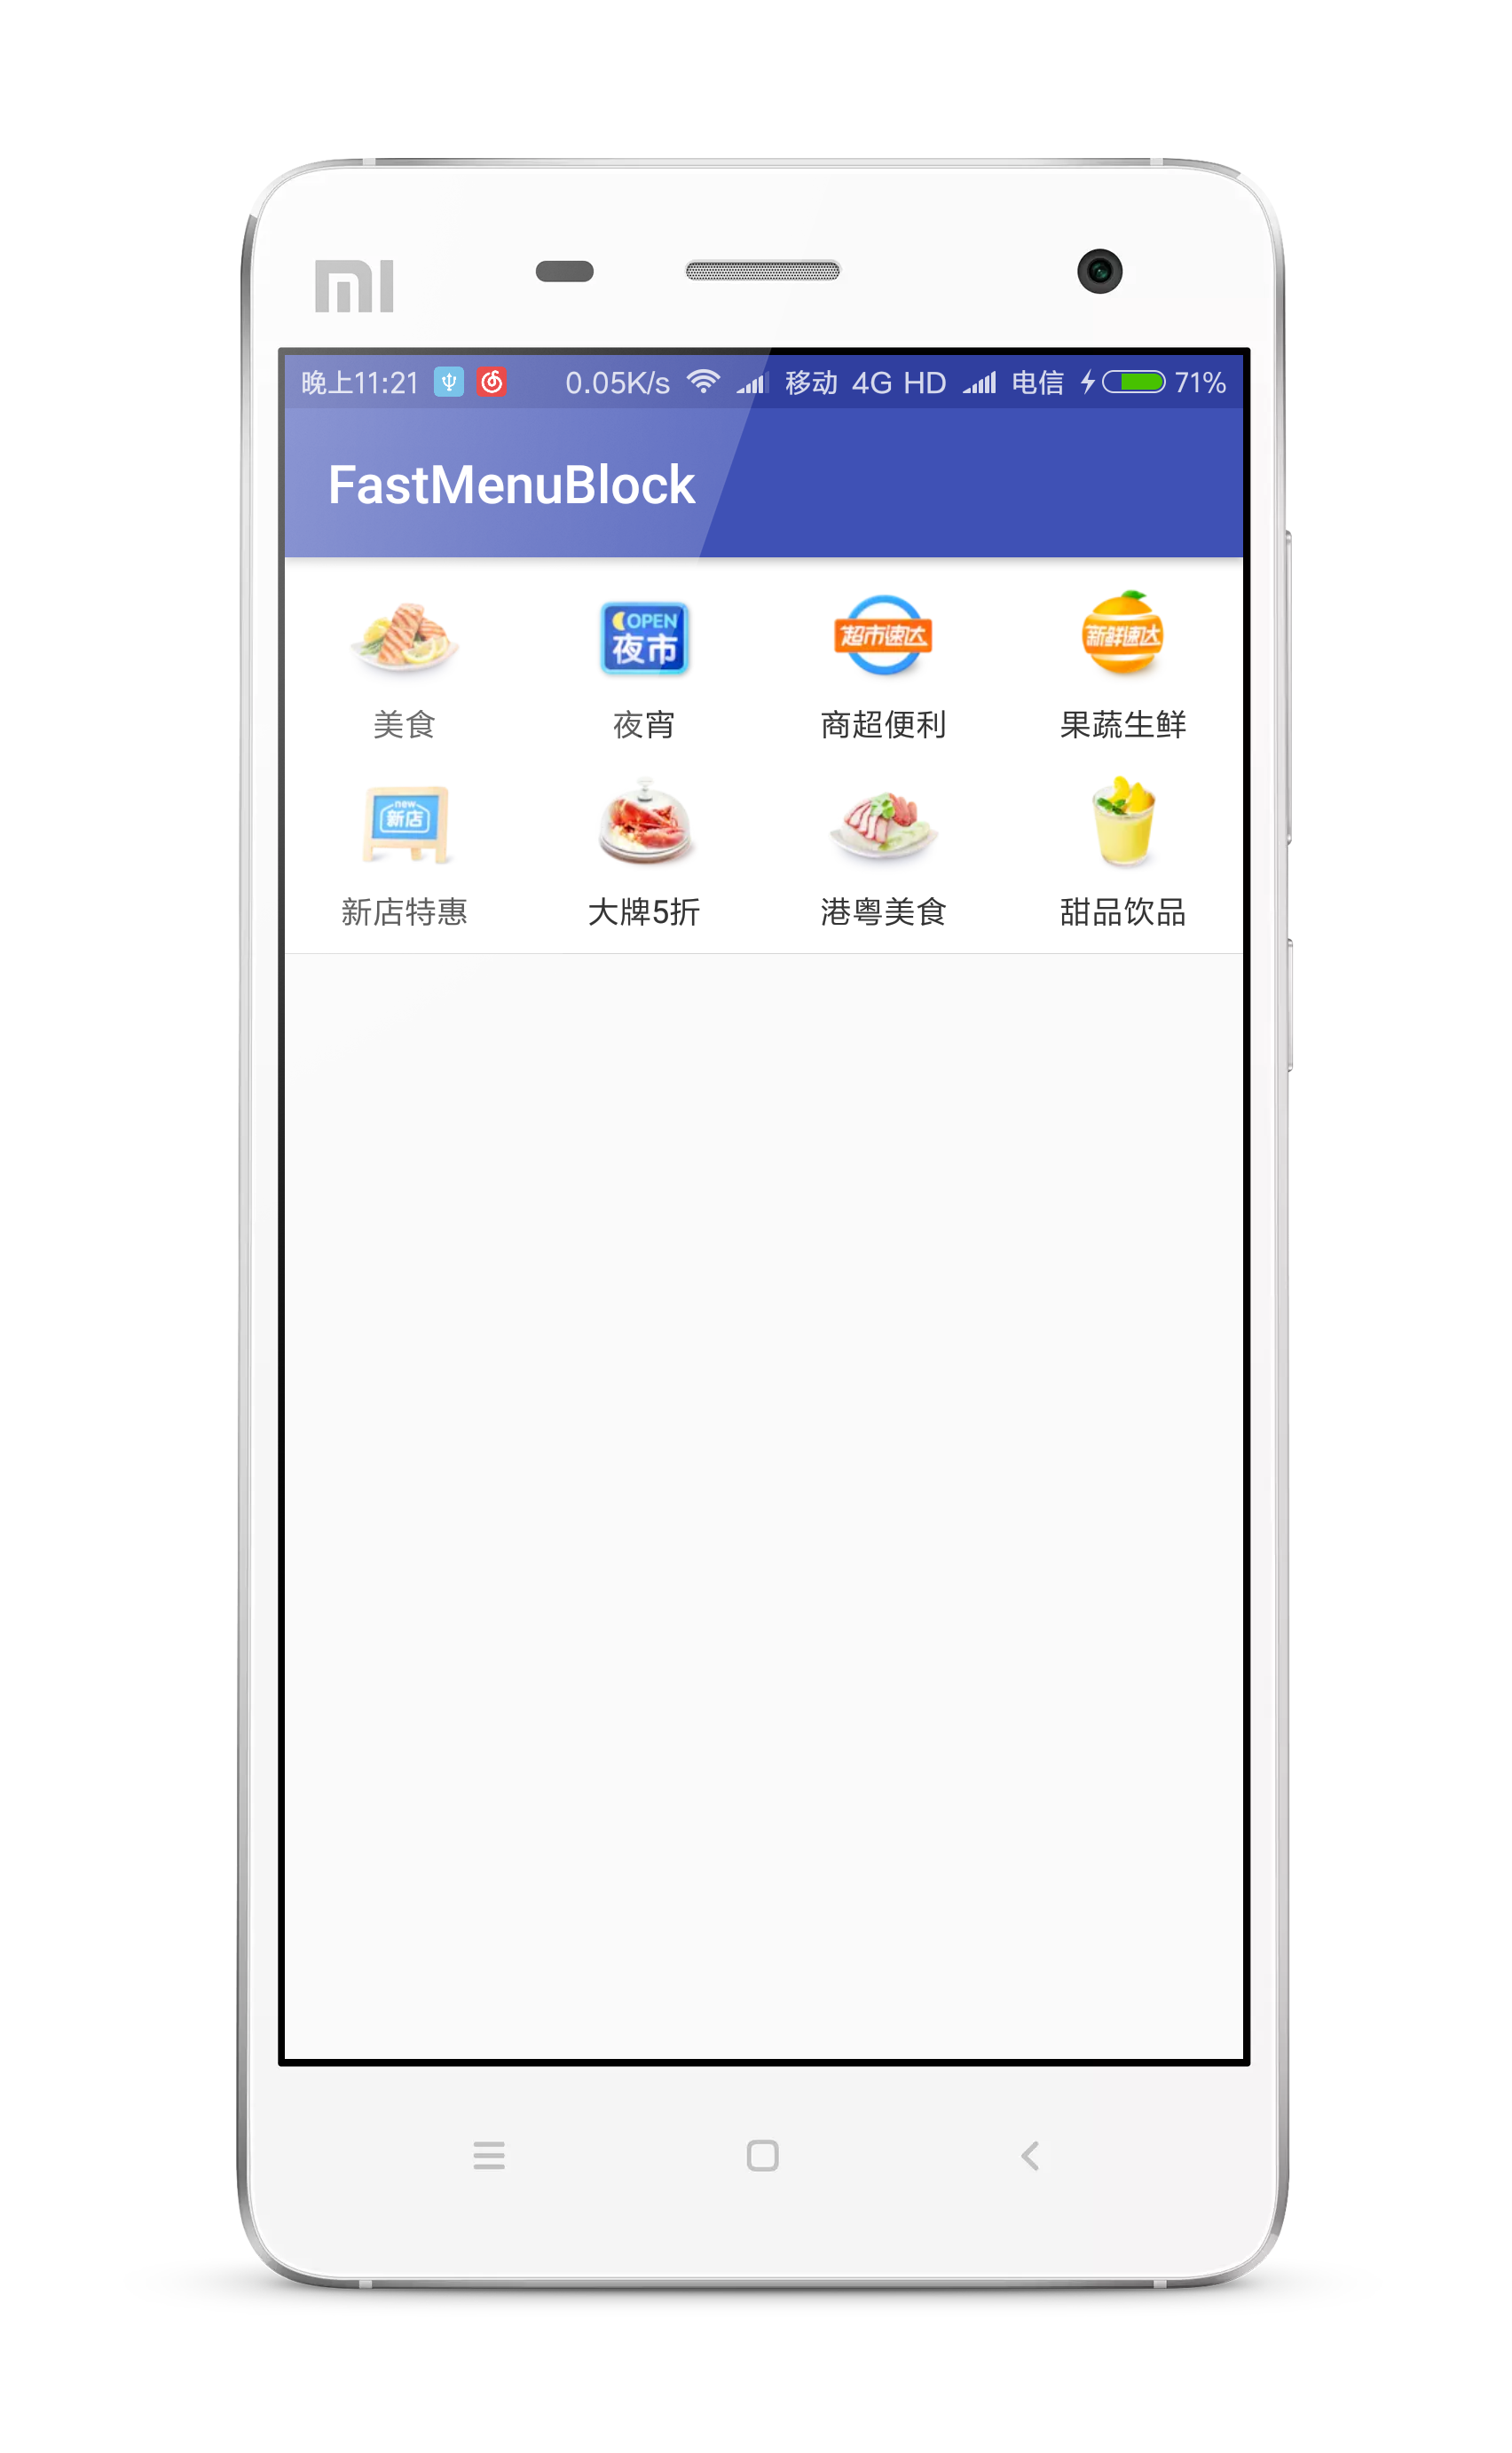 MI
晚上11:21 0.05K/s 移动 4G HD 电信 71%
FastMenuBlock
OPEN
夜市
超市速达
新鲜速达
美食 夜宵 商超便利 果蔬生鲜
new
新店
新店特惠 大牌5折 港粤美食 甜品饮品